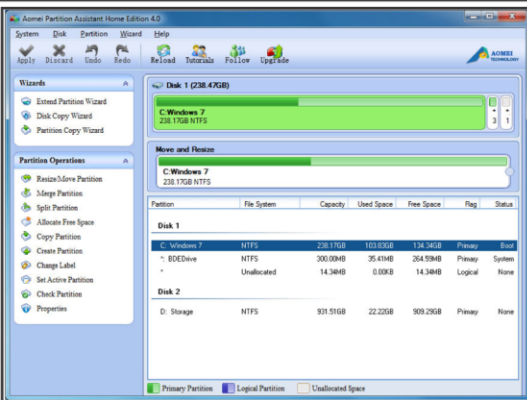 Aomei Partition Assistant Home Edition 4.0
System Disk Partition Wizard Help
Apply Discard Undo Redo Reload Tutorials Follow Upgrade
AOMEI
TECHNOLOGY
Wizards
Extend Partition Wizard
Disk Copy Wizard
Partition Copy Wizard
Partition Operations
Resize/Move Partition
Merge Partition
Split Partition
Allocate Free Space
Copy Partition
Create Partition
Change Label
Set Active Partition
Check Partition
Properties
Disk 1 (238.47GB)
C:Windows 7
238.17GB NTFS
* *
3 1
Move and Resize
C:Windows 7
238.17GB NTFS
Partition File System Capacity Used Space Free Space Flag Status
Disk 1
C: Windows 7 NTFS 238.17GB 103.83GB 134.34GB Primary Boot
*: BDEDrive NTFS 300.00MB 35.41MB 264.59MB Primary System
* Unallocated 14.34MB 0.00KB 14.34MB Logical None
Disk 2
D: Storage NTFS 931.51GB 22.22GB 909.29GB Primary None
Primary Partition Logical Partition Unallocated Space